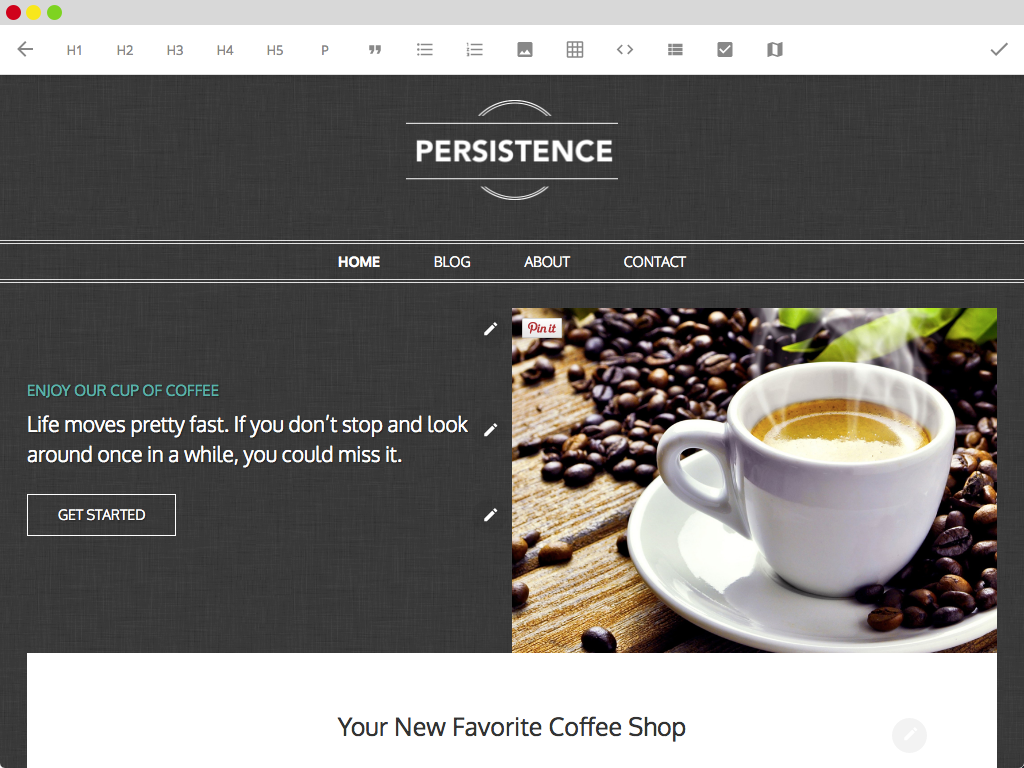 H1 H2 H3 H4 H5 P
PERSISTENCE
HOME BLOG ABOUT CONTACT
Pin it
ENJOY OUR CUP OF COFFEE
Life moves pretty fast. If you don't stop and look
around once in a while, you could miss it.
GET STARTED
Your New Favorite Coffee Shop